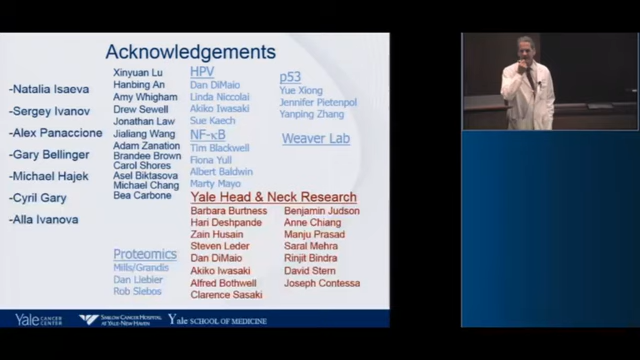 Acknowledgements
-Natalia Isaeva
-Sergey Ivanov
-Alex Panaccione
-Gary Bellinger
-Michael Hajek
-Cyril Gary
-Alla Ivanova
Xinyuan Lu
Hanbing An
Amy Whigham
Drew Sewell
Jonathan Law
Jialiang Wang
Adam Zanation
Brandee Brown
Carol Shores
Asel Biktasova
Michael Chang
Bea Carbone
Proteomics
Mills/Grandis
Dan Liebler
Rob Slebos
HPV
Dan DiMaio
Linda Niccolai
Akiko Iwasaki
Sue Kaech
NF-κB
Tim Blackwell
Fiona Yull
Albert Baldwin
Marty Mayo
p53
Yue Xiong
Jennifer Pietenpol
Yanping Zhang
Weaver Lab
Yale Head & Neck Research
Barbara Burtness
Hari Deshpande
Zain Husain
Steven Leder
Dan DiMaio
Akiko Iwasaki
Alfred Bothwell
Clarence Sasaki
Benjamin Judson
Anne Chiang
Manju Prasad
Saral Mehra
Rinjit Bindra
David Stern
Joseph Contessa
Yale CANCER CENTER
SMILOW CANCER HOSPITAL
AT YALE-NEW HAVEN
Yale SCHOOL OF MEDICINE